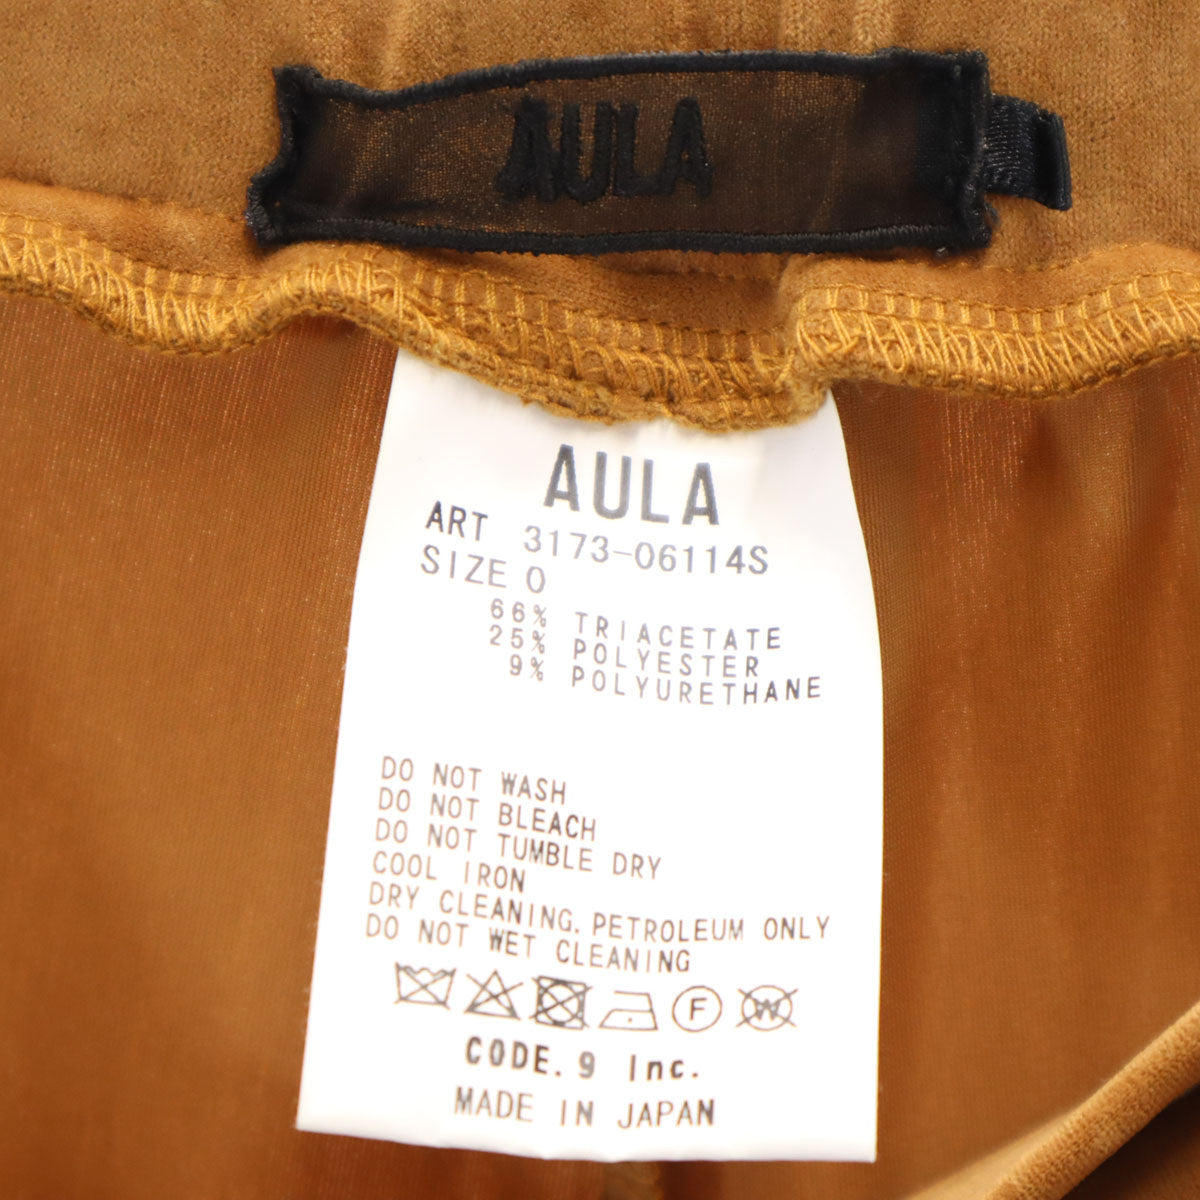 AULA
AULA
ART 3173-06114S
SIZE 0
66% TRIACETATE
25% POLYESTER
9% POLYURETHANE
DO NOT WASH
DO NOT BLEACH
DO NOT TUMBLE DRY
COOL IRON
DRY CLEANING, PETROLEUM ONLY
DO NOT WET CLEANING
F W
CODE. 9 Inc.
MADE IN JAPAN